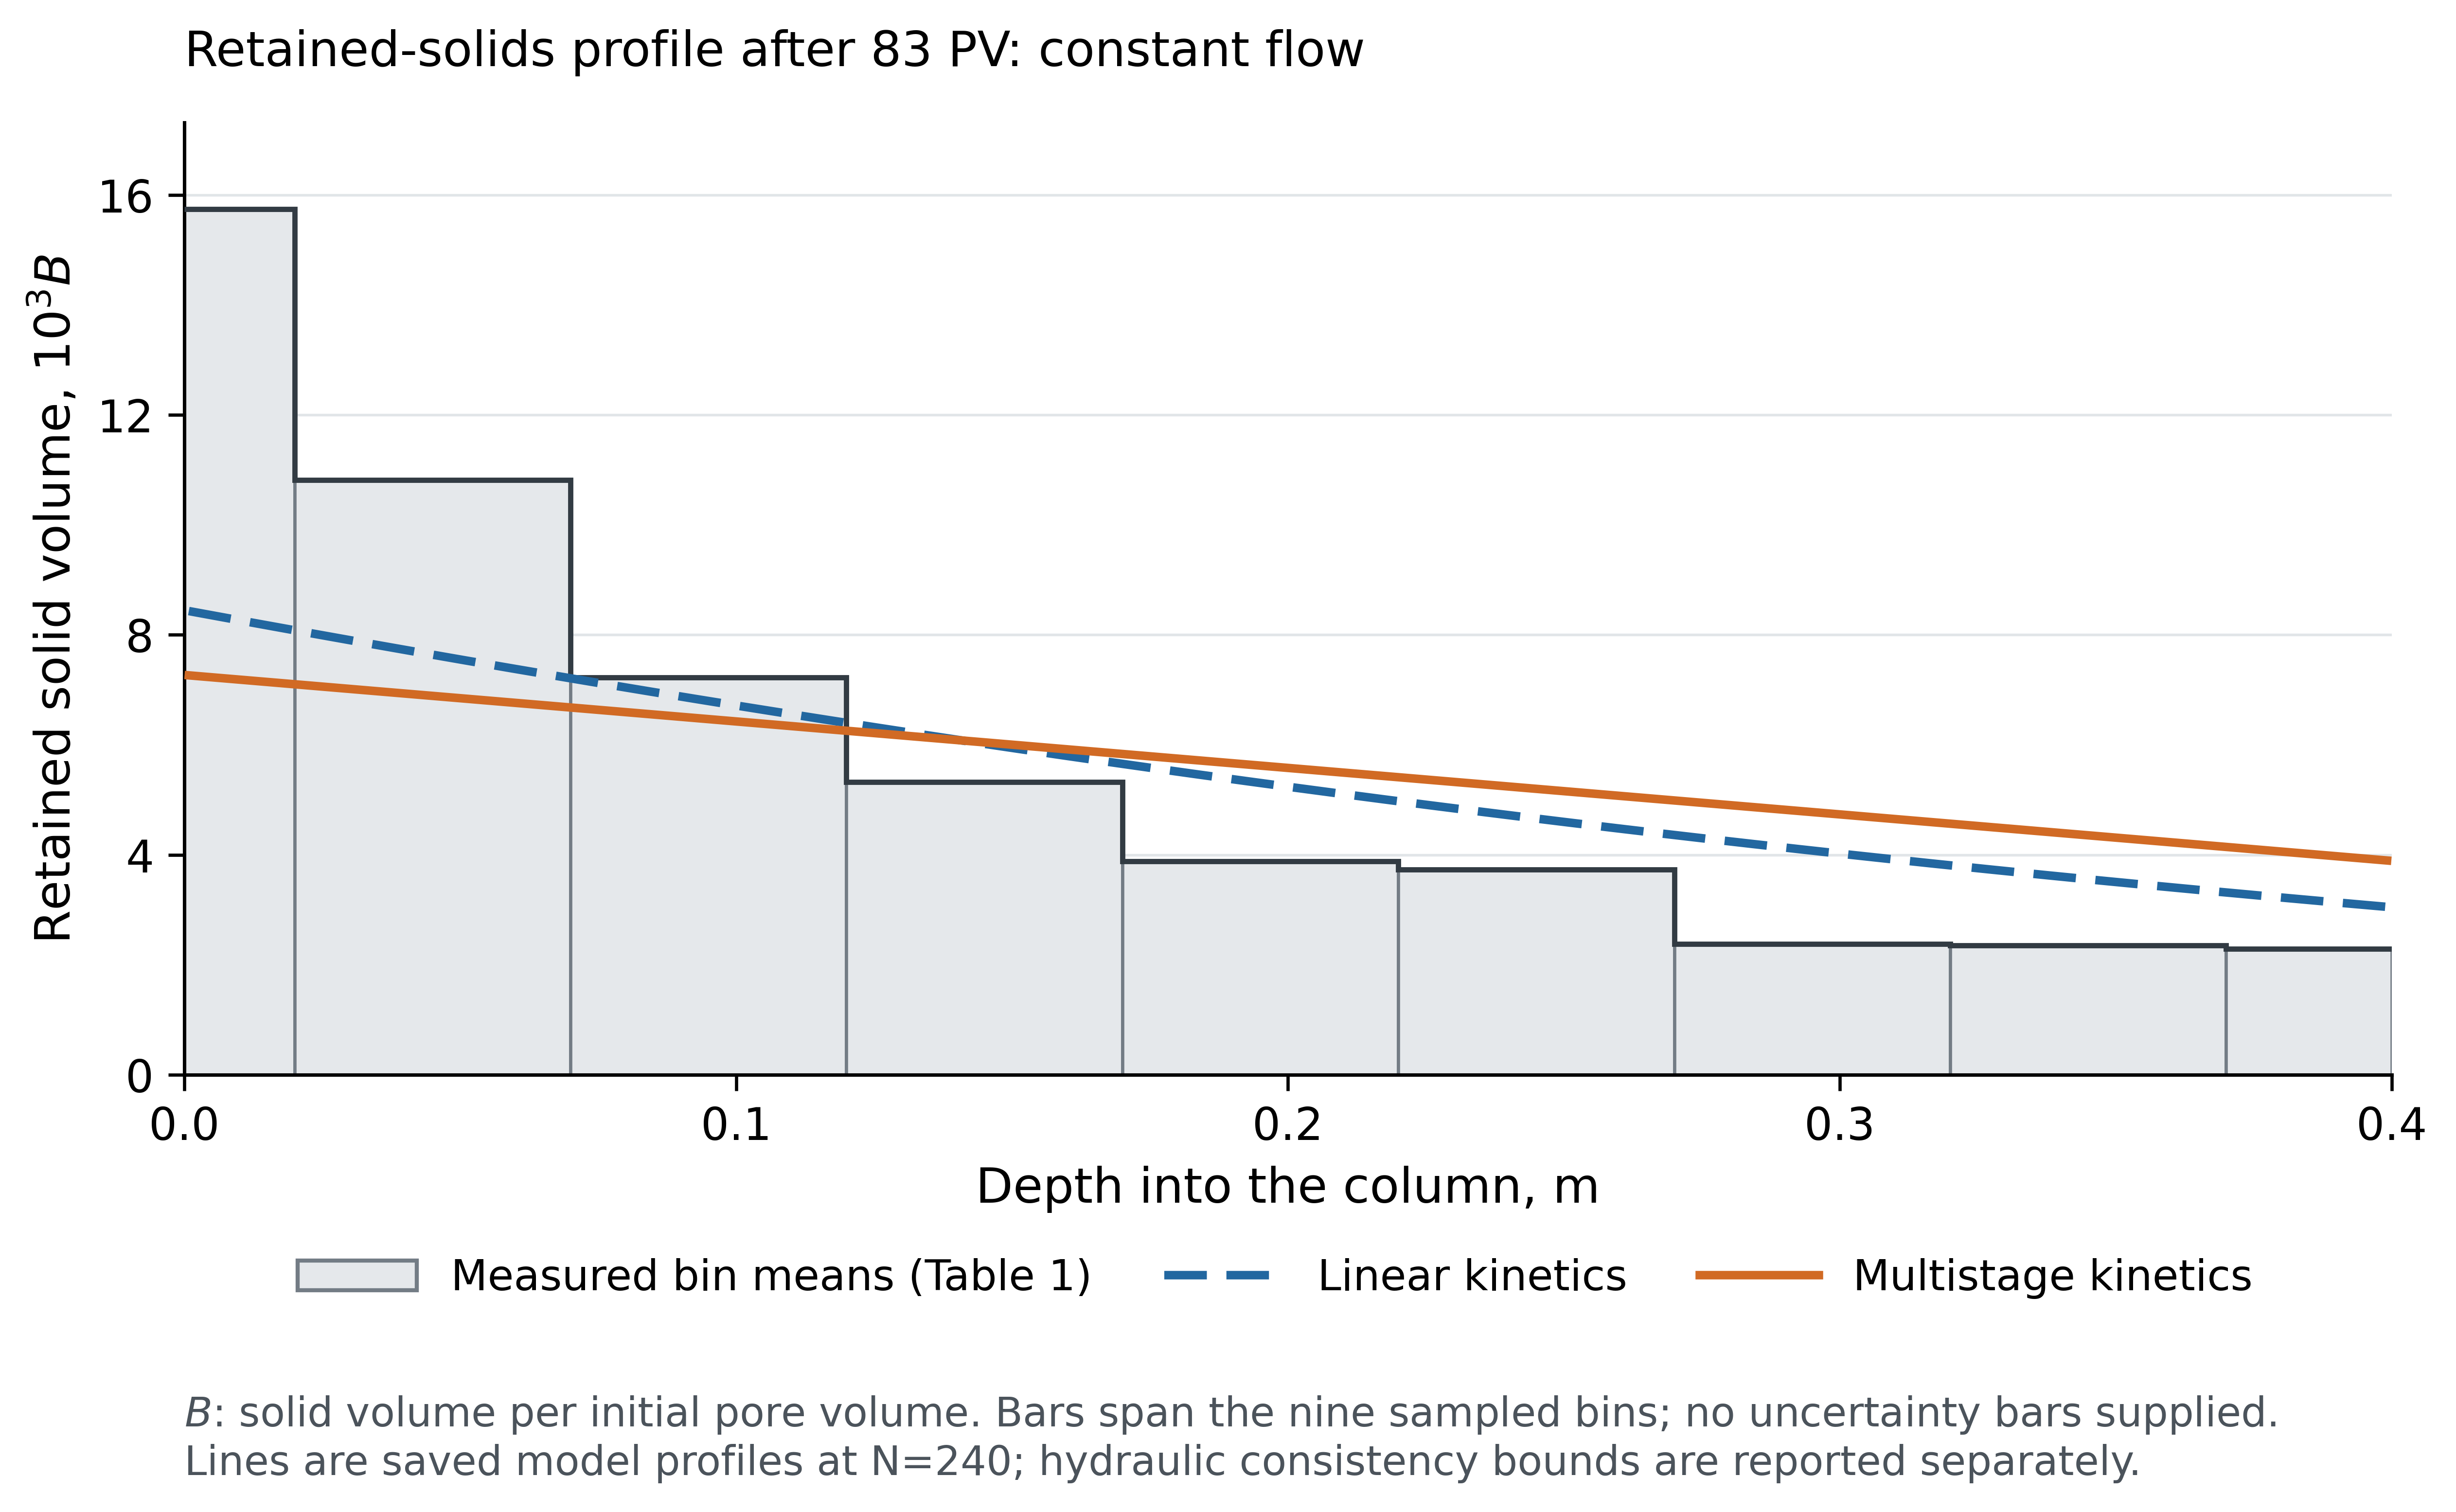 Retained-solids profile after 83 PV: constant flow
Retained solid volume, 10³B
16
12
8
4
0
0.0 0.1 0.2 0.3 0.4
Depth into the column, m
Measured bin means (Table 1) Linear kinetics Multistage kinetics
B: solid volume per initial pore volume. Bars span the nine sampled bins; no uncertainty bars supplied.
Lines are saved model profiles at N=240; hydraulic consistency bounds are reported separately.